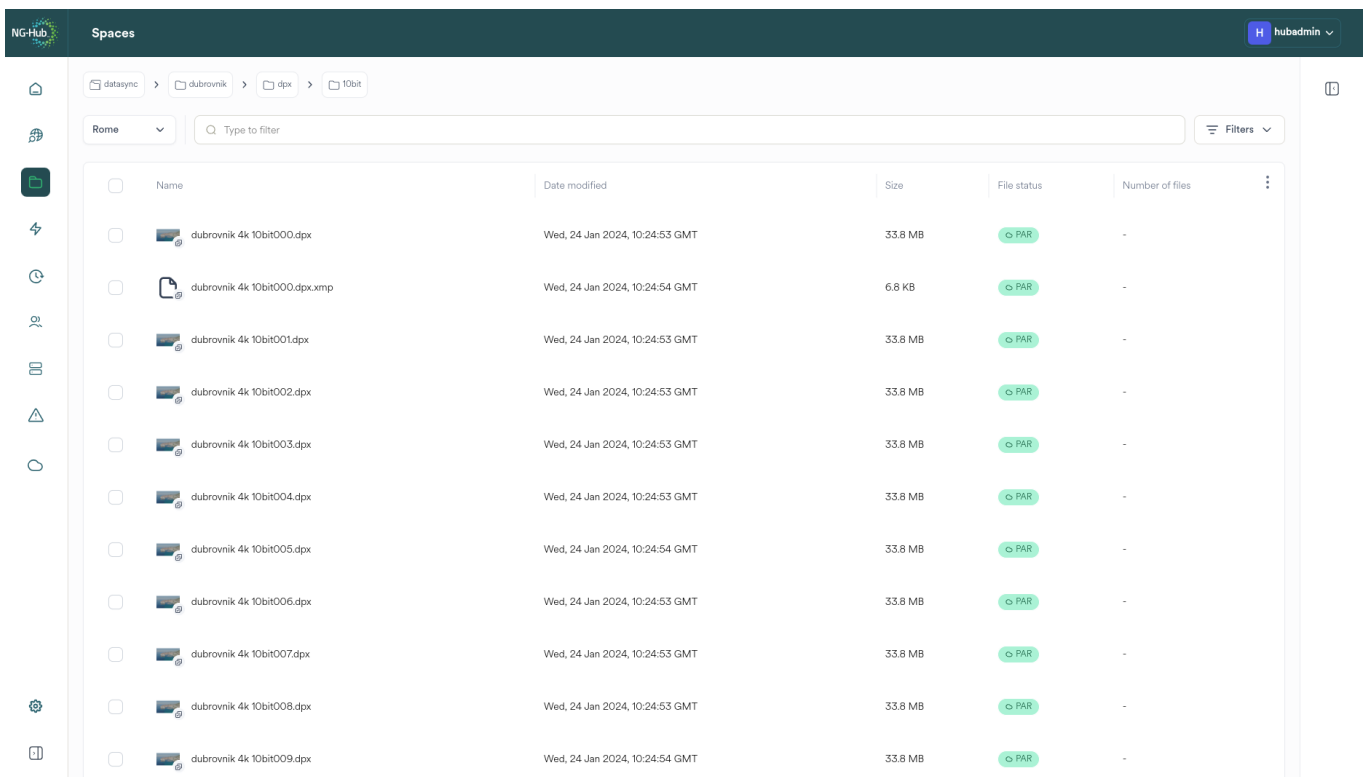 NG-Hub Spaces H hubadmin
datasync > dubrovnik > dpx > 10bit
Rome Type to filter Filters
Name Date modified Size File status Number of files
dubrovnik 4k 10bit000.dpx Wed, 24 Jan 2024, 10:24:53 GMT 33.8 MB PAR -
dubrovnik 4k 10bit000.dpx.xmp Wed, 24 Jan 2024, 10:24:54 GMT 6.8 KB PAR -
dubrovnik 4k 10bit001.dpx Wed, 24 Jan 2024, 10:24:53 GMT 33.8 MB PAR -
dubrovnik 4k 10bit002.dpx Wed, 24 Jan 2024, 10:24:53 GMT 33.8 MB PAR -
dubrovnik 4k 10bit003.dpx Wed, 24 Jan 2024, 10:24:53 GMT 33.8 MB PAR -
dubrovnik 4k 10bit004.dpx Wed, 24 Jan 2024, 10:24:53 GMT 33.8 MB PAR -
dubrovnik 4k 10bit005.dpx Wed, 24 Jan 2024, 10:24:54 GMT 33.8 MB PAR -
dubrovnik 4k 10bit006.dpx Wed, 24 Jan 2024, 10:24:53 GMT 33.8 MB PAR -
dubrovnik 4k 10bit007.dpx Wed, 24 Jan 2024, 10:24:53 GMT 33.8 MB PAR -
dubrovnik 4k 10bit008.dpx Wed, 24 Jan 2024, 10:24:53 GMT 33.8 MB PAR -
dubrovnik 4k 10bit009.dpx Wed, 24 Jan 2024, 10:24:53 GMT 33.8 MB PAR -